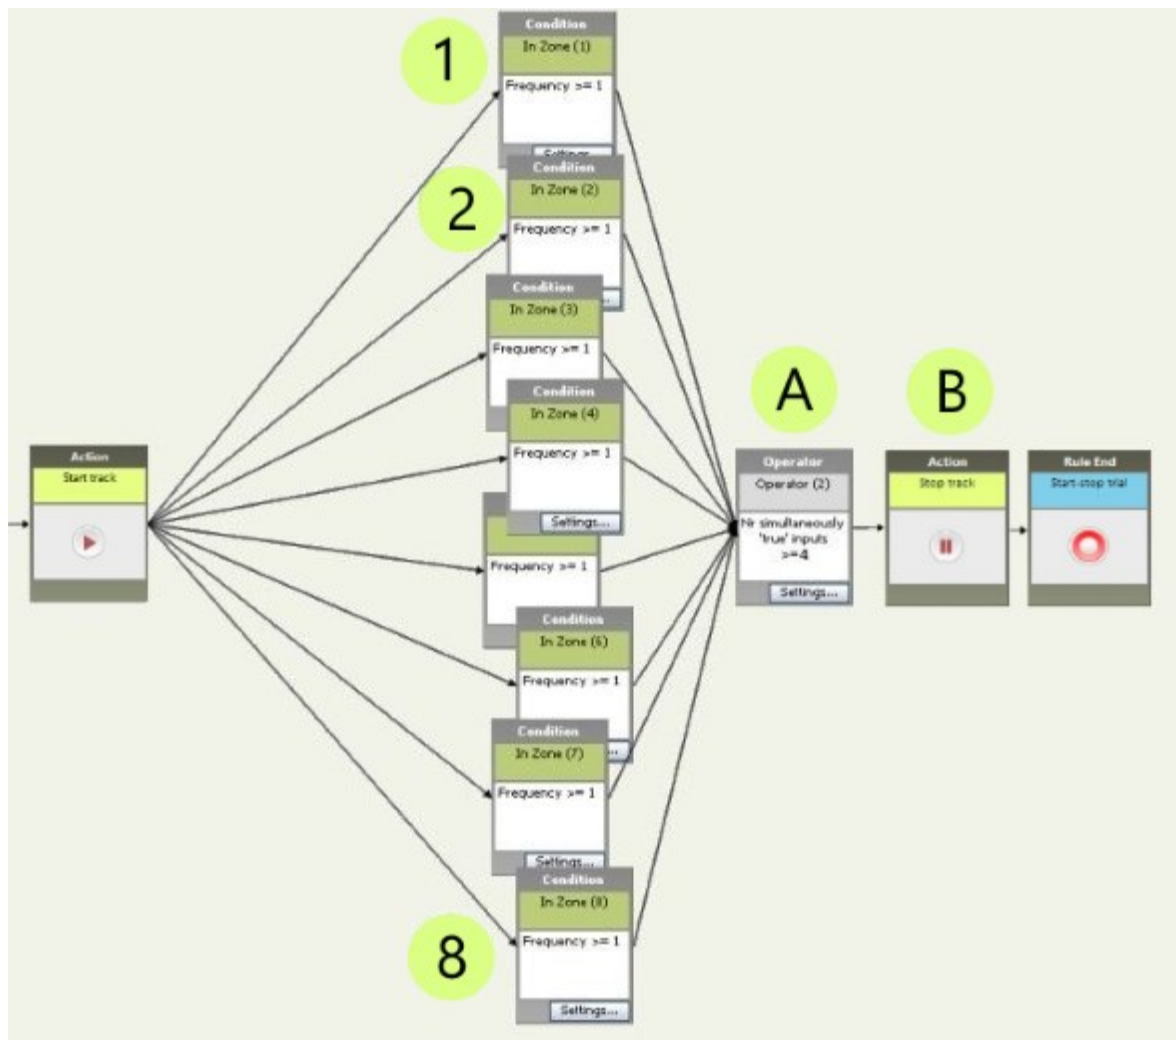 1
Condition
In Zone (1)
Frequency >= 1
Settings...
2
Condition
In Zone (2)
Frequency >= 1
...
Condition
In Zone (3)
Frequency >= 1
Condition
In Zone (4)
Frequency >= 1
Settings...
Frequency >= 1
Condition
In Zone (6)
Frequency >= 1
...
Condition
In Zone (7)
Frequency >= 1
Settings...
8
Condition
In Zone (8)
Frequency >= 1
Settings...
Action
Start track
A
Operator
Operator (2)
Nr simultaneously
'true' inputs
>=4
Settings...
B
Action
Stop track
Rule End
Start-stop trial